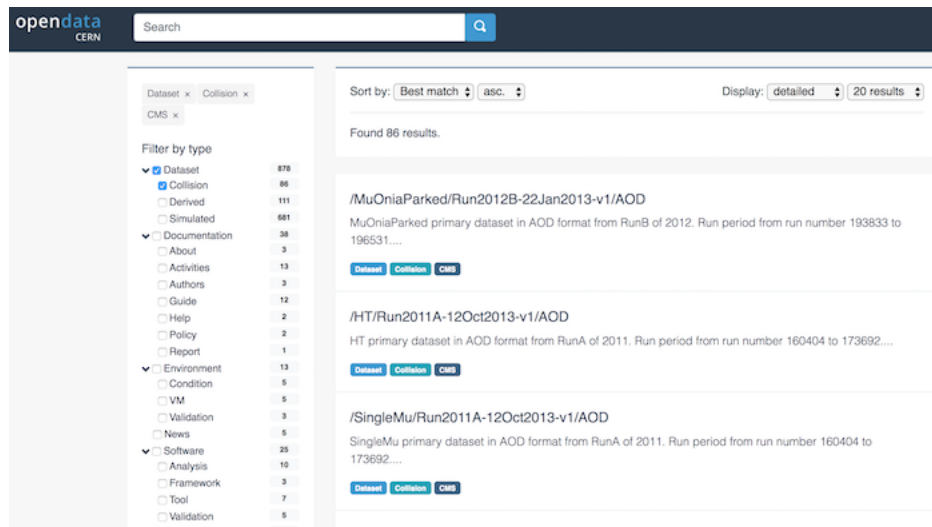 opendata
CERN
Search
Dataset × Collision ×
CMS ×
Filter by type
Dataset 878
Collision 86
Derived 111
Simulated 681
Documentation 38
About 3
Activities 13
Authors 3
Guide 12
Help 2
Policy 2
Report 1
Environment 13
Condition 5
VM 5
Validation 3
News 5
Software 25
Analysis 10
Framework 3
Tool 7
Validation 5
Sort by: Best match asc. Display: detailed 20 results
Found 86 results.
/MuOniaParked/Run2012B-22Jan2013-v1/AOD
MuOniaParked primary dataset in AOD format from RunB of 2012. Run period from run number 193833 to
196531....
Dataset Collision CMS
/HT/Run2011A-12Oct2013-v1/AOD
HT primary dataset in AOD format from RunA of 2011. Run period from run number 160404 to 173692....
Dataset Collision CMS
/SingleMu/Run2011A-12Oct2013-v1/AOD
SingleMu primary dataset in AOD format from RunA of 2011. Run period from run number 160404 to
173692....
Dataset Collision CMS